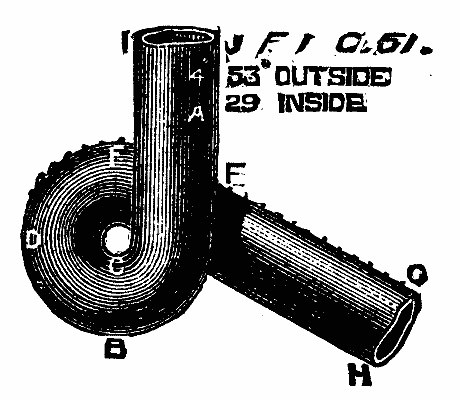 I J F I G.61.
4" 53" OUTSIDE
A 29 INSIDE
F E
D
C G
B
H